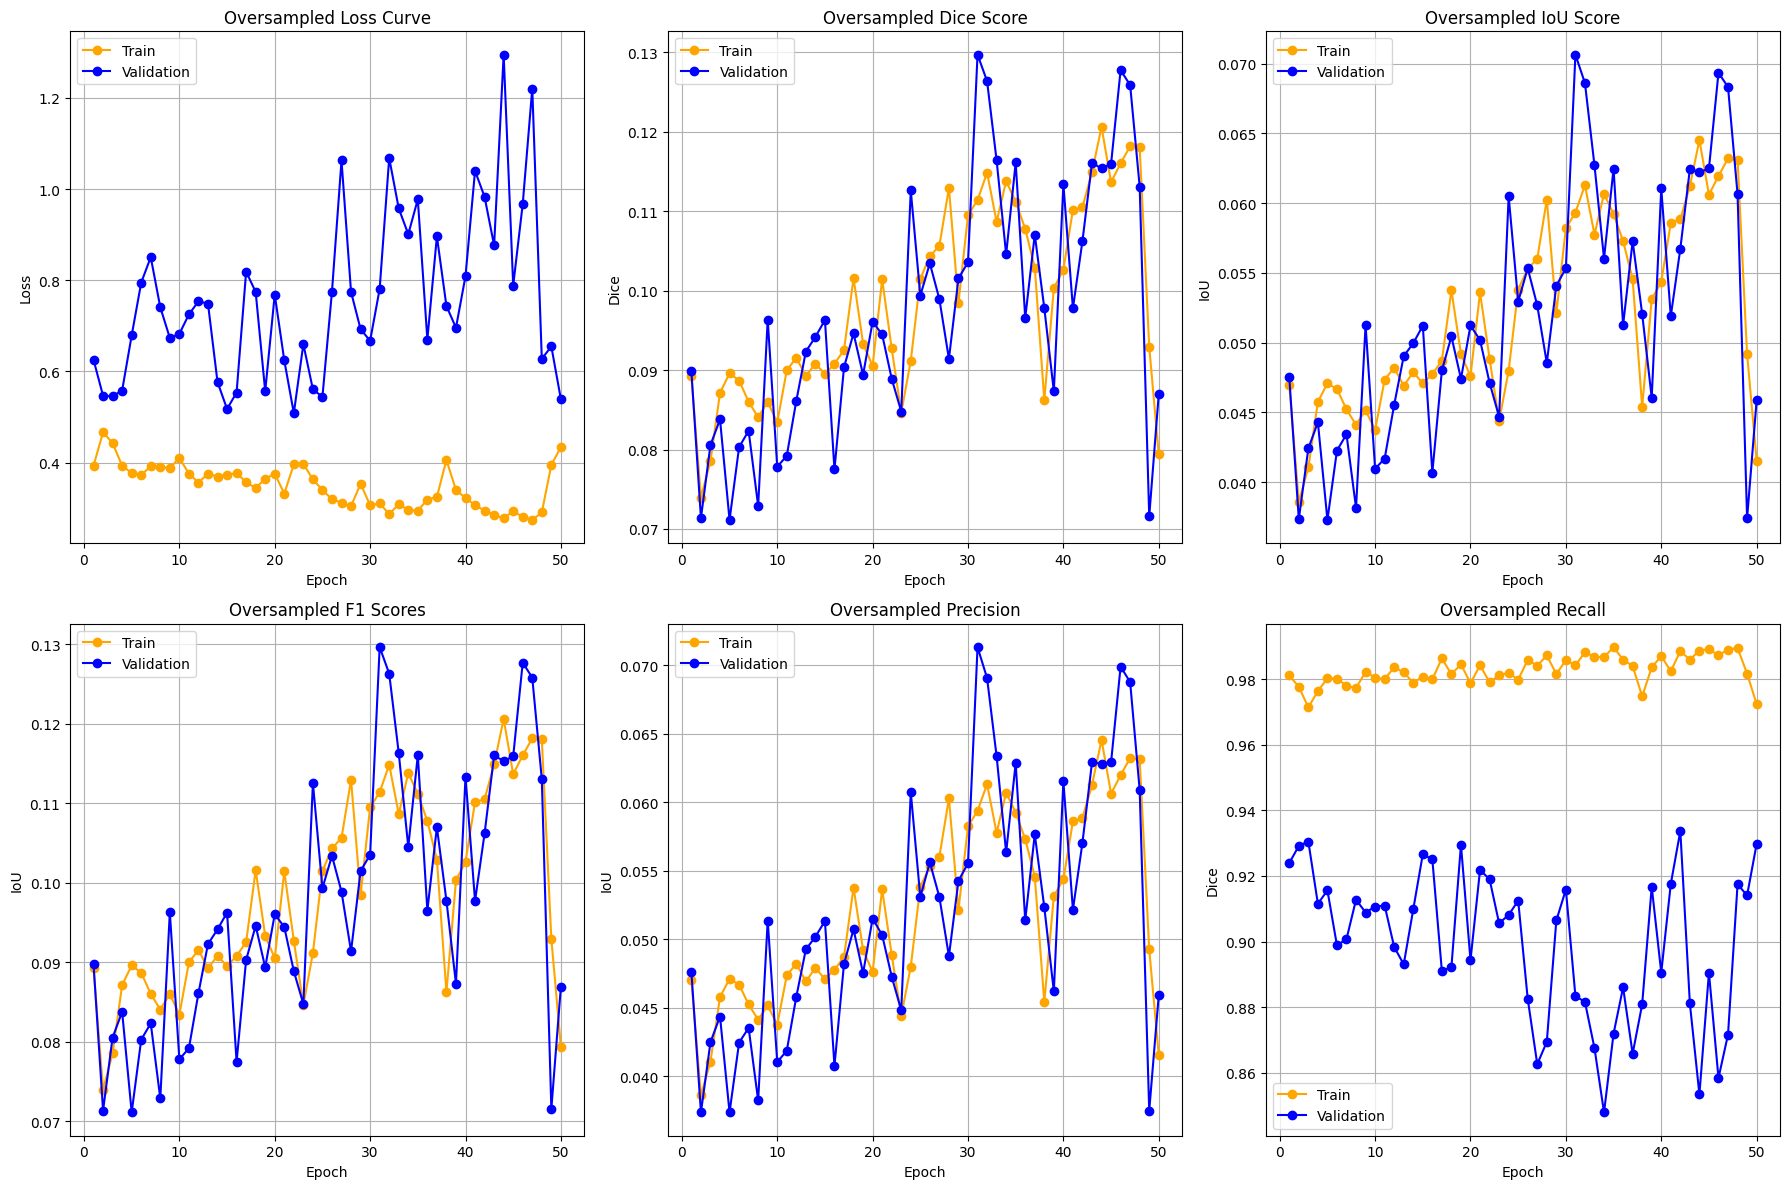 Oversampled Loss Curve
Train
Validation
1.2
1.0
0.8
0.6
0.4
Loss
0 10 20 30 40 50
Epoch
Oversampled Dice Score
Train
Validation
0.13
0.12
0.11
0.10
0.09
0.08
0.07
Dice
0 10 20 30 40 50
Epoch
Oversampled IoU Score
Train
Validation
0.070
0.065
0.060
0.055
0.050
0.045
0.040
IoU
0 10 20 30 40 50
Epoch
Oversampled F1 Scores
Train
Validation
0.13
0.12
0.11
0.10
0.09
0.08
0.07
IoU
0 10 20 30 40 50
Epoch
Oversampled Precision
Train
Validation
0.070
0.065
0.060
0.055
0.050
0.045
0.040
IoU
0 10 20 30 40 50
Epoch
Oversampled Recall
0.98
0.96
0.94
0.92
0.90
0.88
0.86
Dice
Train
Validation
0 10 20 30 40 50
Epoch